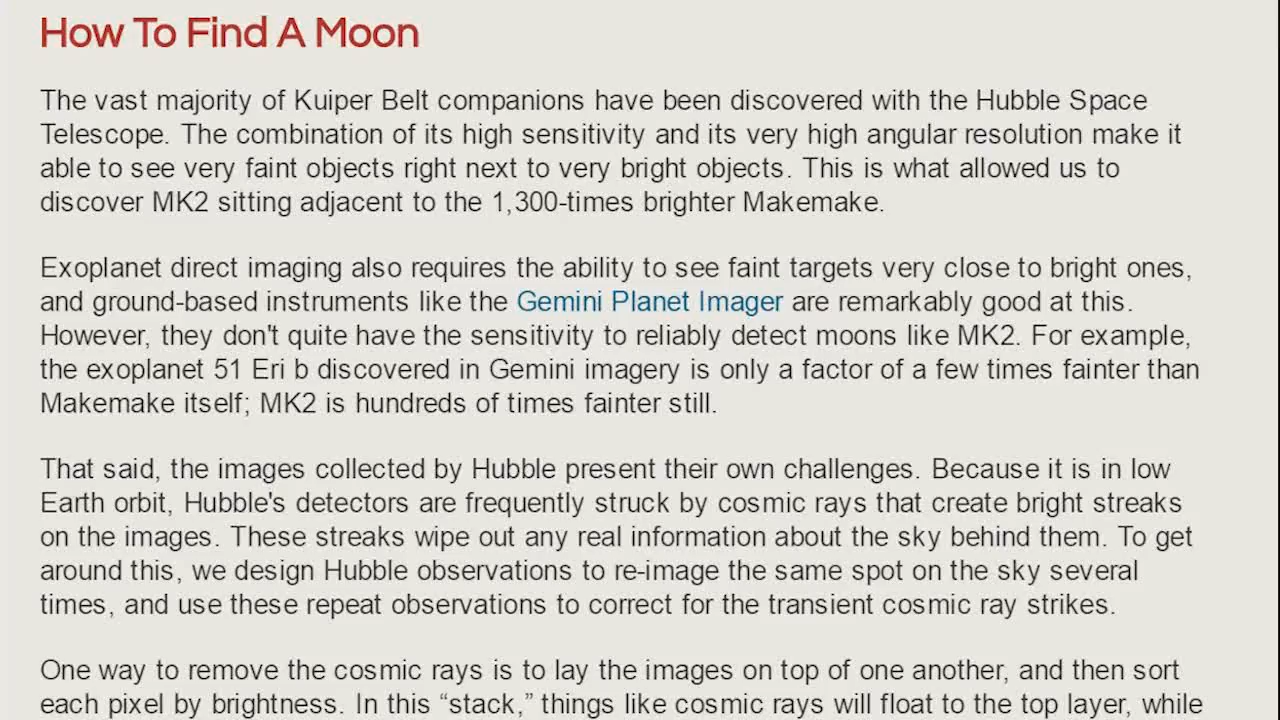 How To Find A Moon
The vast majority of Kuiper Belt companions have been discovered with the Hubble Space
Telescope. The combination of its high sensitivity and its very high angular resolution make it
able to see very faint objects right next to very bright objects. This is what allowed us to
discover MK2 sitting adjacent to the 1,300-times brighter Makemake.
Exoplanet direct imaging also requires the ability to see faint targets very close to bright ones,
and ground-based instruments like the Gemini Planet Imager are remarkably good at this.
However, they don't quite have the sensitivity to reliably detect moons like MK2. For example,
the exoplanet 51 Eri b discovered in Gemini imagery is only a factor of a few times fainter than
Makemake itself; MK2 is hundreds of times fainter still.
That said, the images collected by Hubble present their own challenges. Because it is in low
Earth orbit, Hubble's detectors are frequently struck by cosmic rays that create bright streaks
on the images. These streaks wipe out any real information about the sky behind them. To get
around this, we design Hubble observations to re-image the same spot on the sky several
times, and use these repeat observations to correct for the transient cosmic ray strikes.
One way to remove the cosmic rays is to lay the images on top of one another, and then sort
each pixel by brightness. In this “stack,” things like cosmic rays will float to the top layer, while